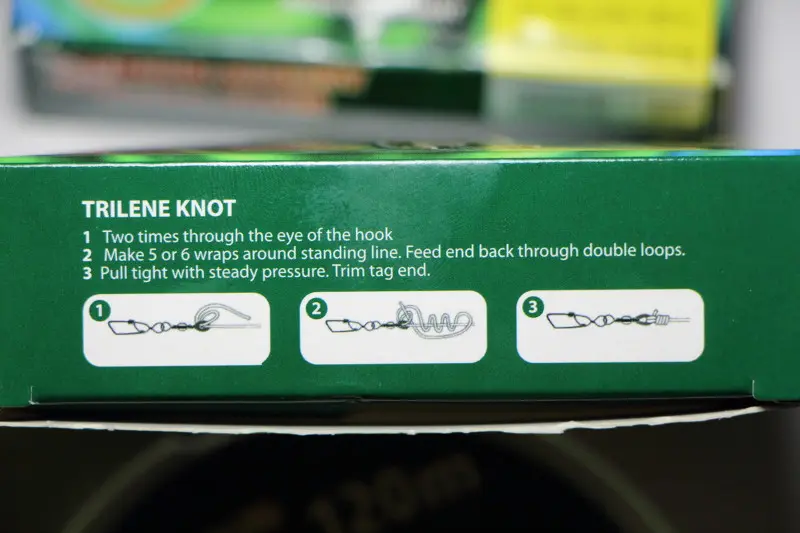 TRILENE KNOT
1 Two times through the eye of the hook
2 Make 5 or 6 wraps around standing line. Feed end back through double loops.
3 Pull tight with steady pressure. Trim tag end.
1 2 3
120m